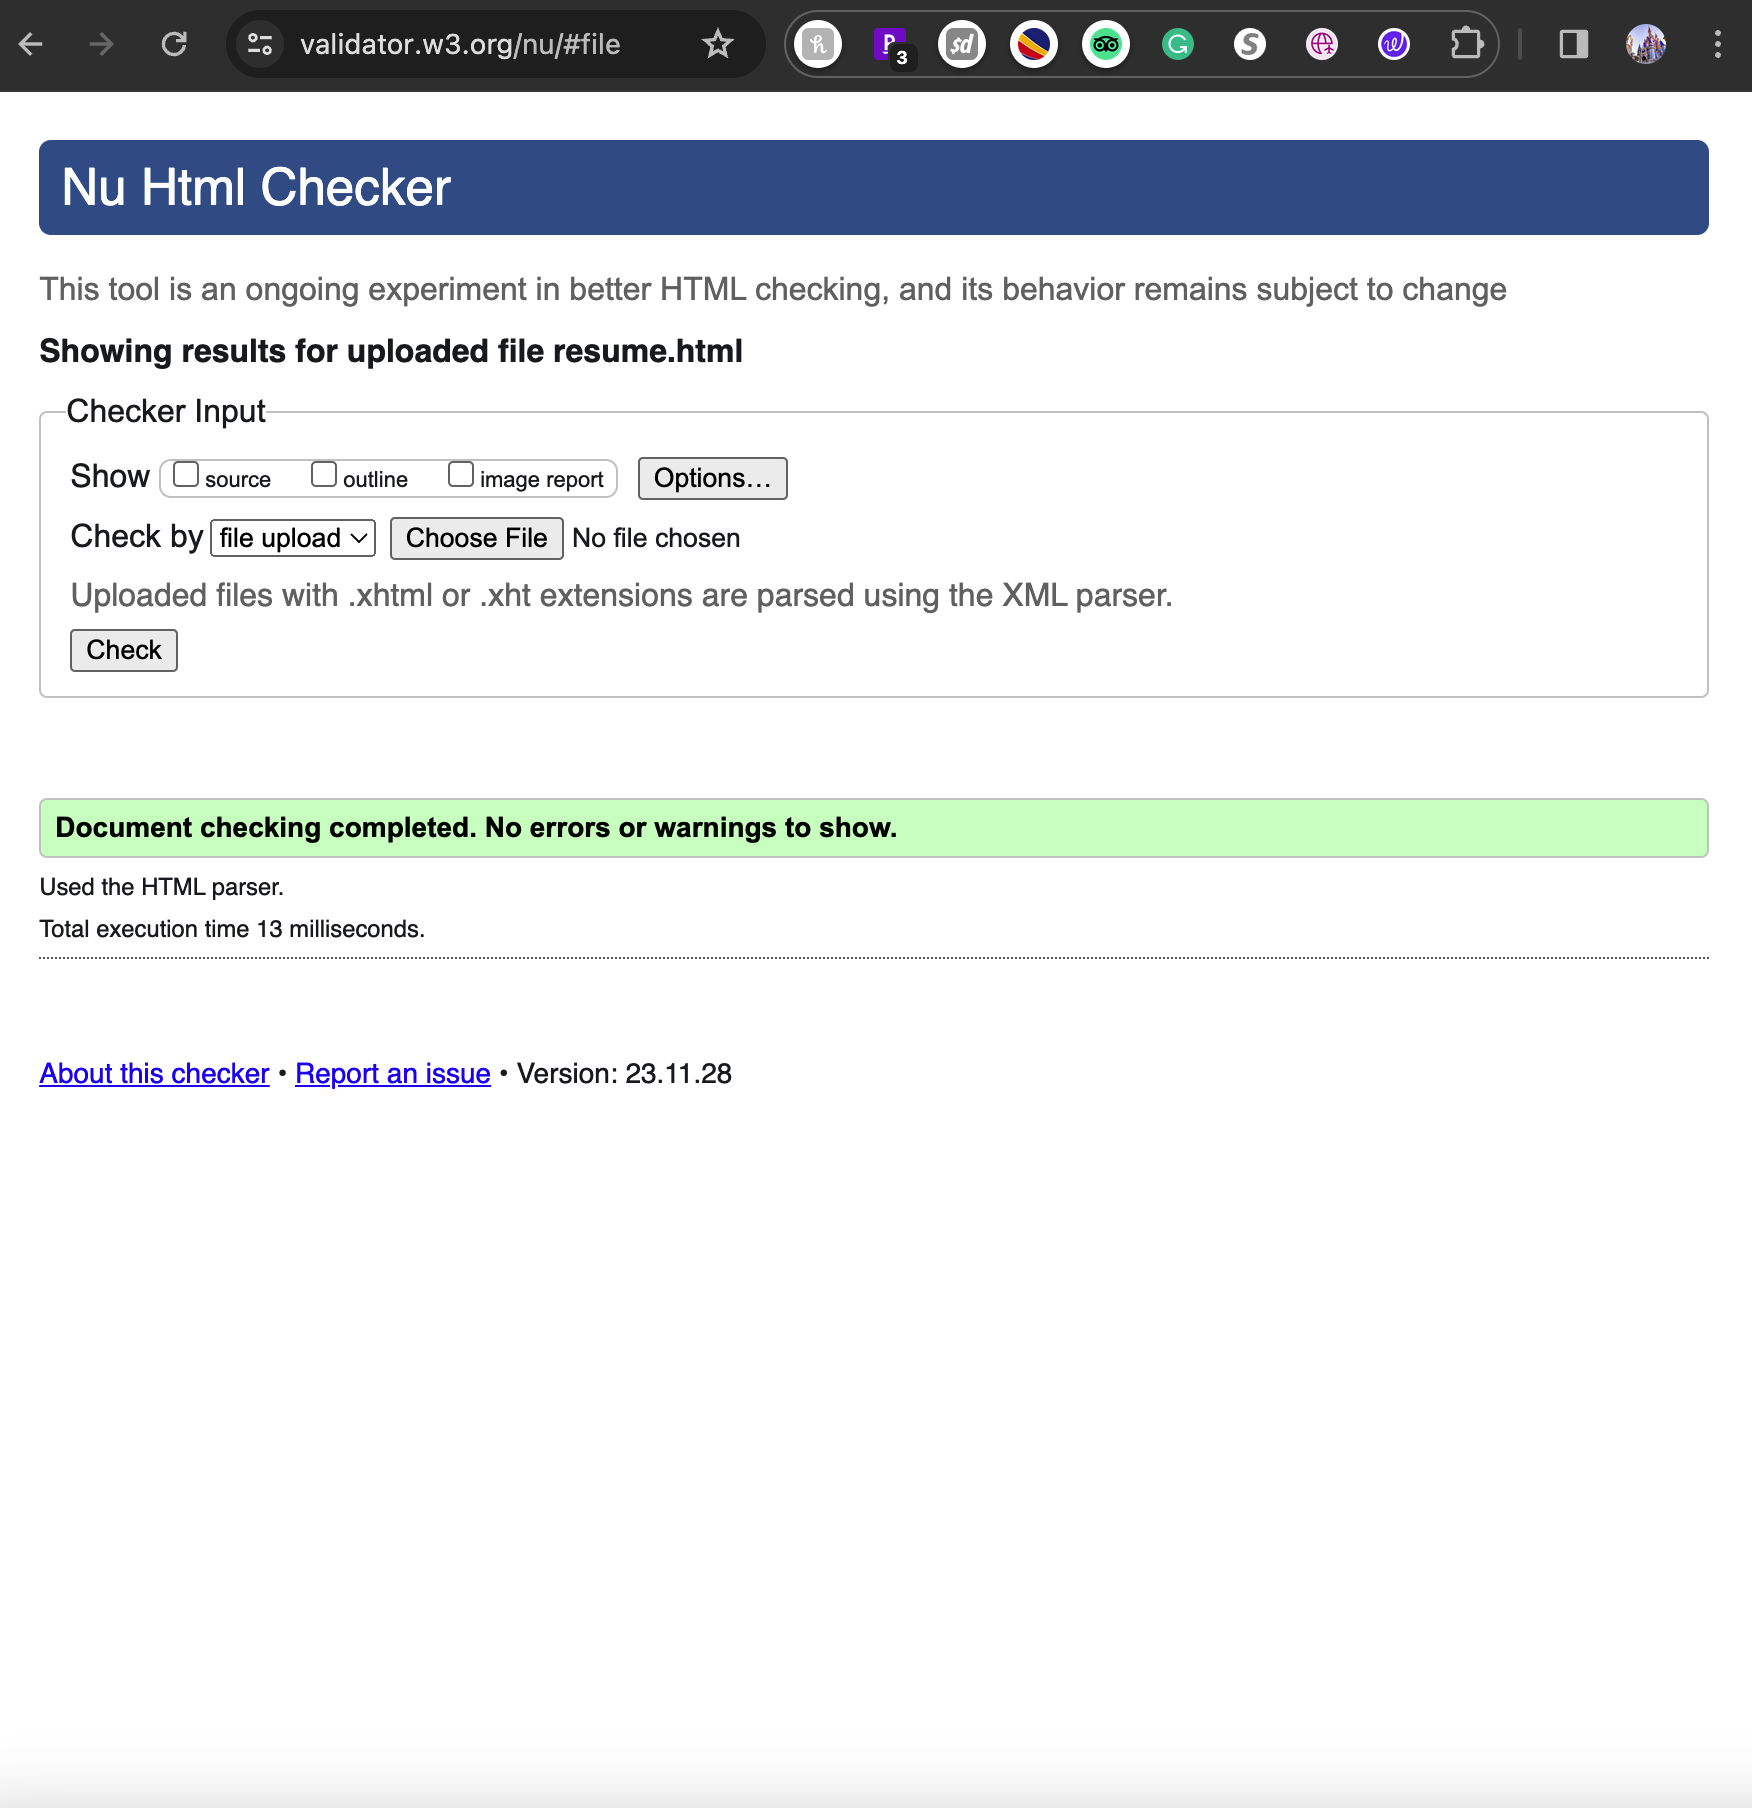 validator.w3.org/nu/#file
3
Nu Html Checker
This tool is an ongoing experiment in better HTML checking, and its behavior remains subject to change
Showing results for uploaded file resume.html
Checker Input
Show source outline image report Options...
Check by file upload Choose File No file chosen
Uploaded files with .xhtml or .xht extensions are parsed using the XML parser.
Check
Document checking completed. No errors or warnings to show.
Used the HTML parser.
Total execution time 13 milliseconds.
About this checker • Report an issue • Version: 23.11.28